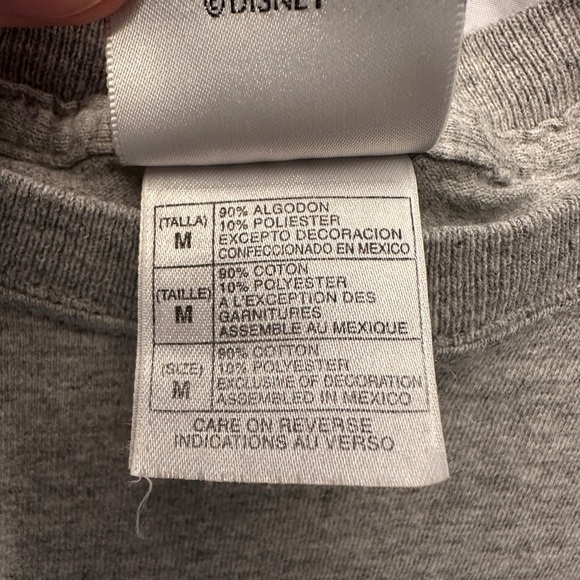 ©DISNEY
(TALLA)
M
90% ALGODON
10% POLIESTER
EXCEPTO DECORACION
CONFECCIONADO EN MEXICO
(TAILLE)
M
90% COTON
10% POLYESTER
A L'EXCEPTION DES
GARNITURES
ASSEMBLE AU MEXIQUE
(SIZE)
M
90% COTTON
10% POLYESTER
EXCLUSIVE OF DECORATION
ASSEMBLED IN MEXICO
CARE ON REVERSE
INDICATIONS AU VERSO